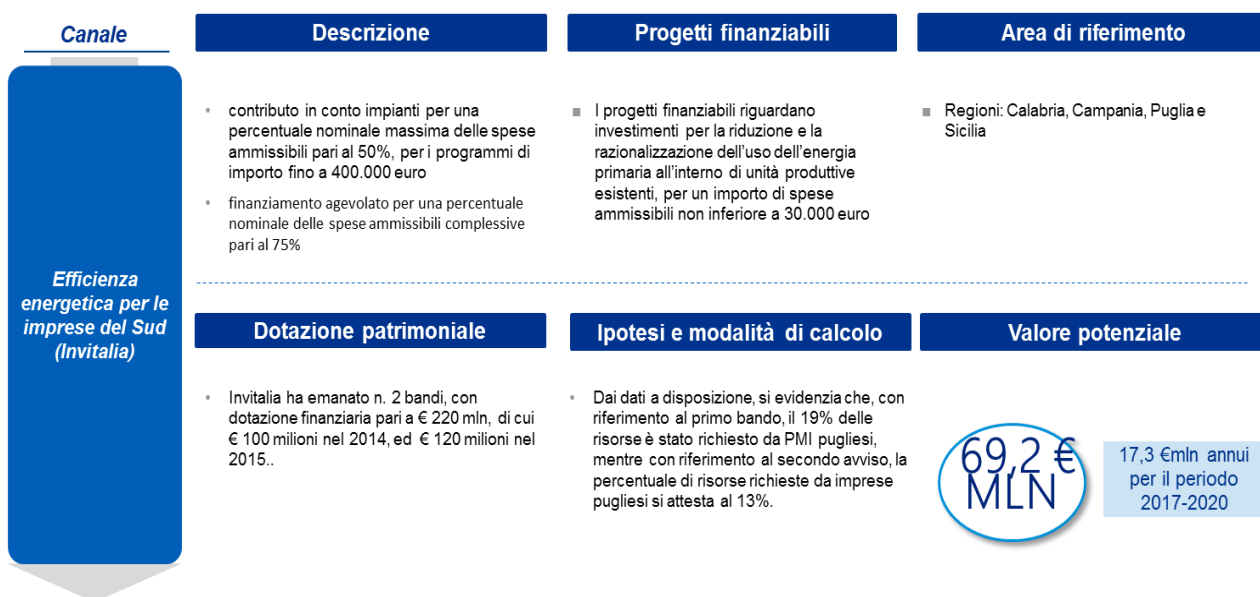 Canale
Efficienza
energetica per le
imprese del Sud
(Invitalia)
Descrizione
• contributo in conto impianti per una
percentuale nominale massima delle spese
ammissibili pari al 50%, per i programmi di
importo fino a 400.000 euro
• finanziamento agevolato per una percentuale
nominale delle spese ammissibili complessive
pari al 75%
Progetti finanziabili
■ I progetti finanziabili riguardano
investimenti per la riduzione e la
razionalizzazione dell'uso dell'energia
primaria all'interno di unità produttive
esistenti, per un importo di spese
ammissibili non inferiore a 30.000 euro
Area di riferimento
■ Regioni: Calabria, Campania, Puglia e
Sicilia
Dotazione patrimoniale
• Invitalia ha emanato n. 2 bandi, con
dotazione finanziaria pari a € 220 mln, di cui
€ 100 milioni nel 2014, ed € 120 milioni nel
2015..
Ipotesi e modalità di calcolo
• Dai dati a disposizione, si evidenzia che, con
riferimento al primo bando, il 19% delle
risorse è stato richiesto da PMI pugliesi,
mentre con riferimento al secondo avviso, la
percentuale di risorse richieste da imprese
pugliesi si attesta al 13%.
Valore potenziale
69,2 €
MLN
17,3 €mln annui
per il periodo
2017-2020